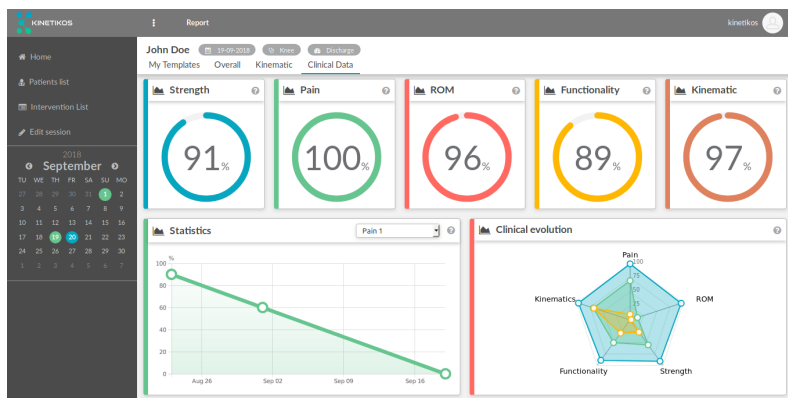 KINETIKOS
Report
kinetikos
Home
Patients list
Intervention List
Edit session
2018
September
TU WE TH FR SA SU MO
27 28 29 30 31 1 2
3 4 5 6 7 8 9
10 11 12 13 14 15 16
17 18 19 20 21 22 23
24 25 26 27 28 29 30
1 2 3 4 5 6 7
John Doe 19-09-2018 Knee Discharge
My Templates Overall Kinematic Clinical Data
Strength ?
91%
Pain ?
100%
ROM ?
96%
Functionality ?
89%
Kinematic ?
97%
Statistics Pain 1 ?
%
100
80
60
40
20
0
Aug 26 Sep 02 Sep 09 Sep 16
Clinical evolution ?
Pain
100
75
50
25
Kinematics
ROM
Functionality
Strength